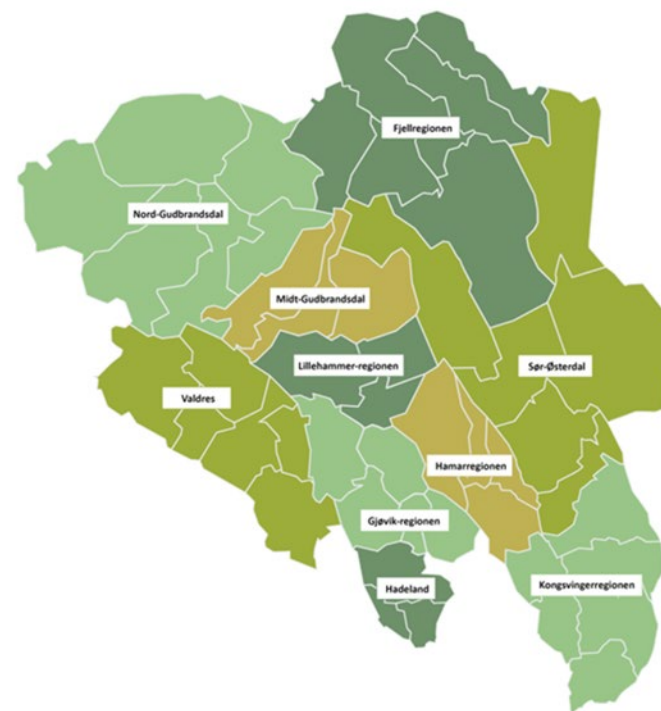 Fjellregionen
Nord-Gudbrandsdal
Midt-Gudbrandsdal
Lillehammer-regionen
Sør-Østerdal
Valdres
Hamarregionen
Gjøvik-regionen
Hadeland
Kongsvingerregionen